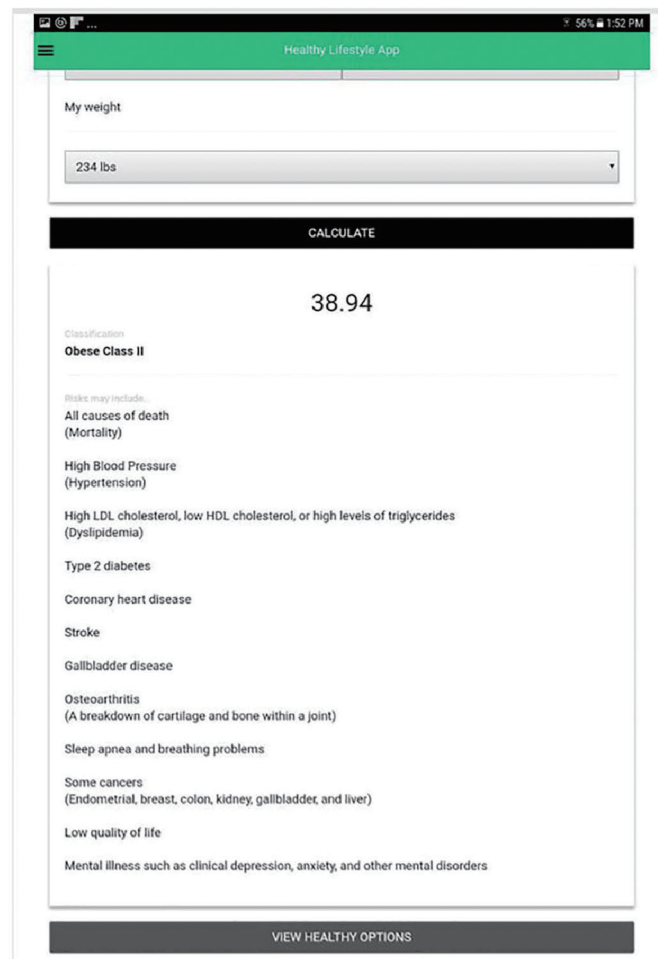 ... 56% 1:52 PM
Healthy Lifestyle App
My weight
234 lbs
CALCULATE
38.94
Classification
Obese Class II
Risks may include..
All causes of death
(Mortality)
High Blood Pressure
(Hypertension)
High LDL cholesterol, low HDL cholesterol, or high levels of triglycerides
(Dyslipidemia)
Type 2 diabetes
Coronary heart disease
Stroke
Gallbladder disease
Osteoarthritis
(A breakdown of cartilage and bone within a joint)
Sleep apnea and breathing problems
Some cancers
(Endometrial, breast, colon, kidney, gallbladder, and liver)
Low quality of life
Mental illness such as clinical depression, anxiety, and other mental disorders
VIEW HEALTHY OPTIONS